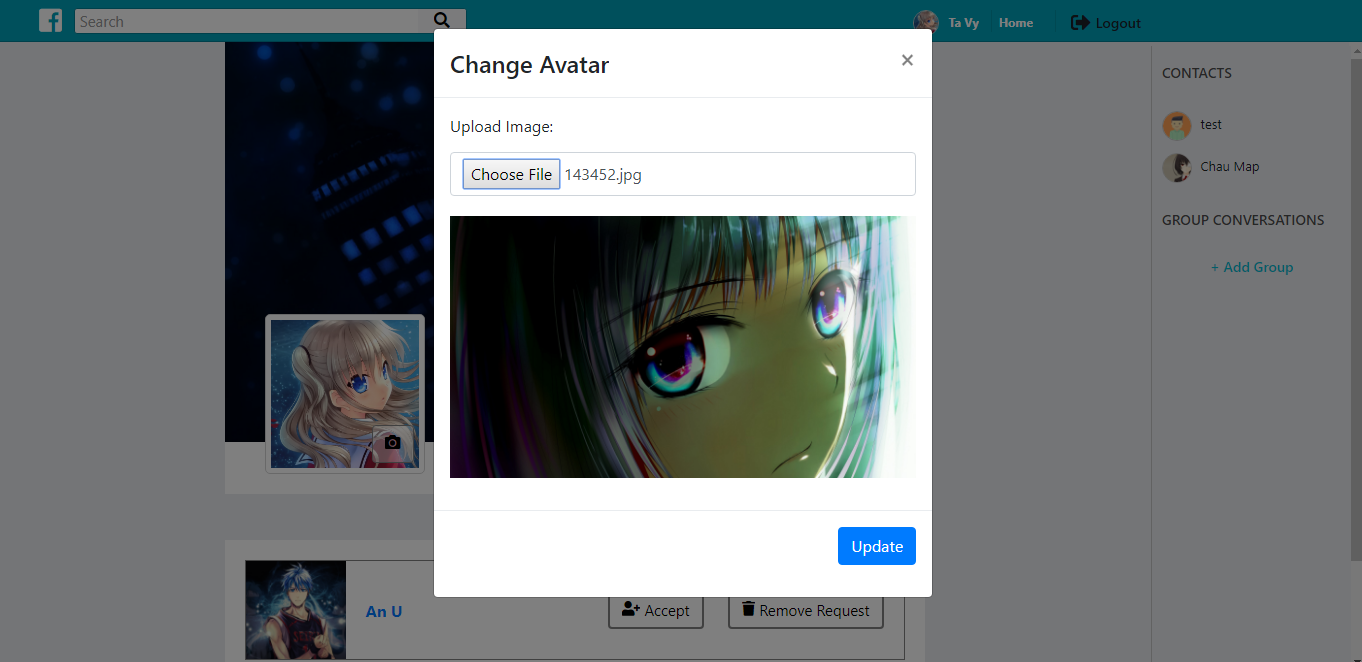 Search
Ta Vy
Home
Logout
Change Avatar
×
Upload Image:
Choose File 143452.jpg
Update
CONTACTS
test
Chau Map
GROUP CONVERSATIONS
+ Add Group
An U
Accept
Remove Request